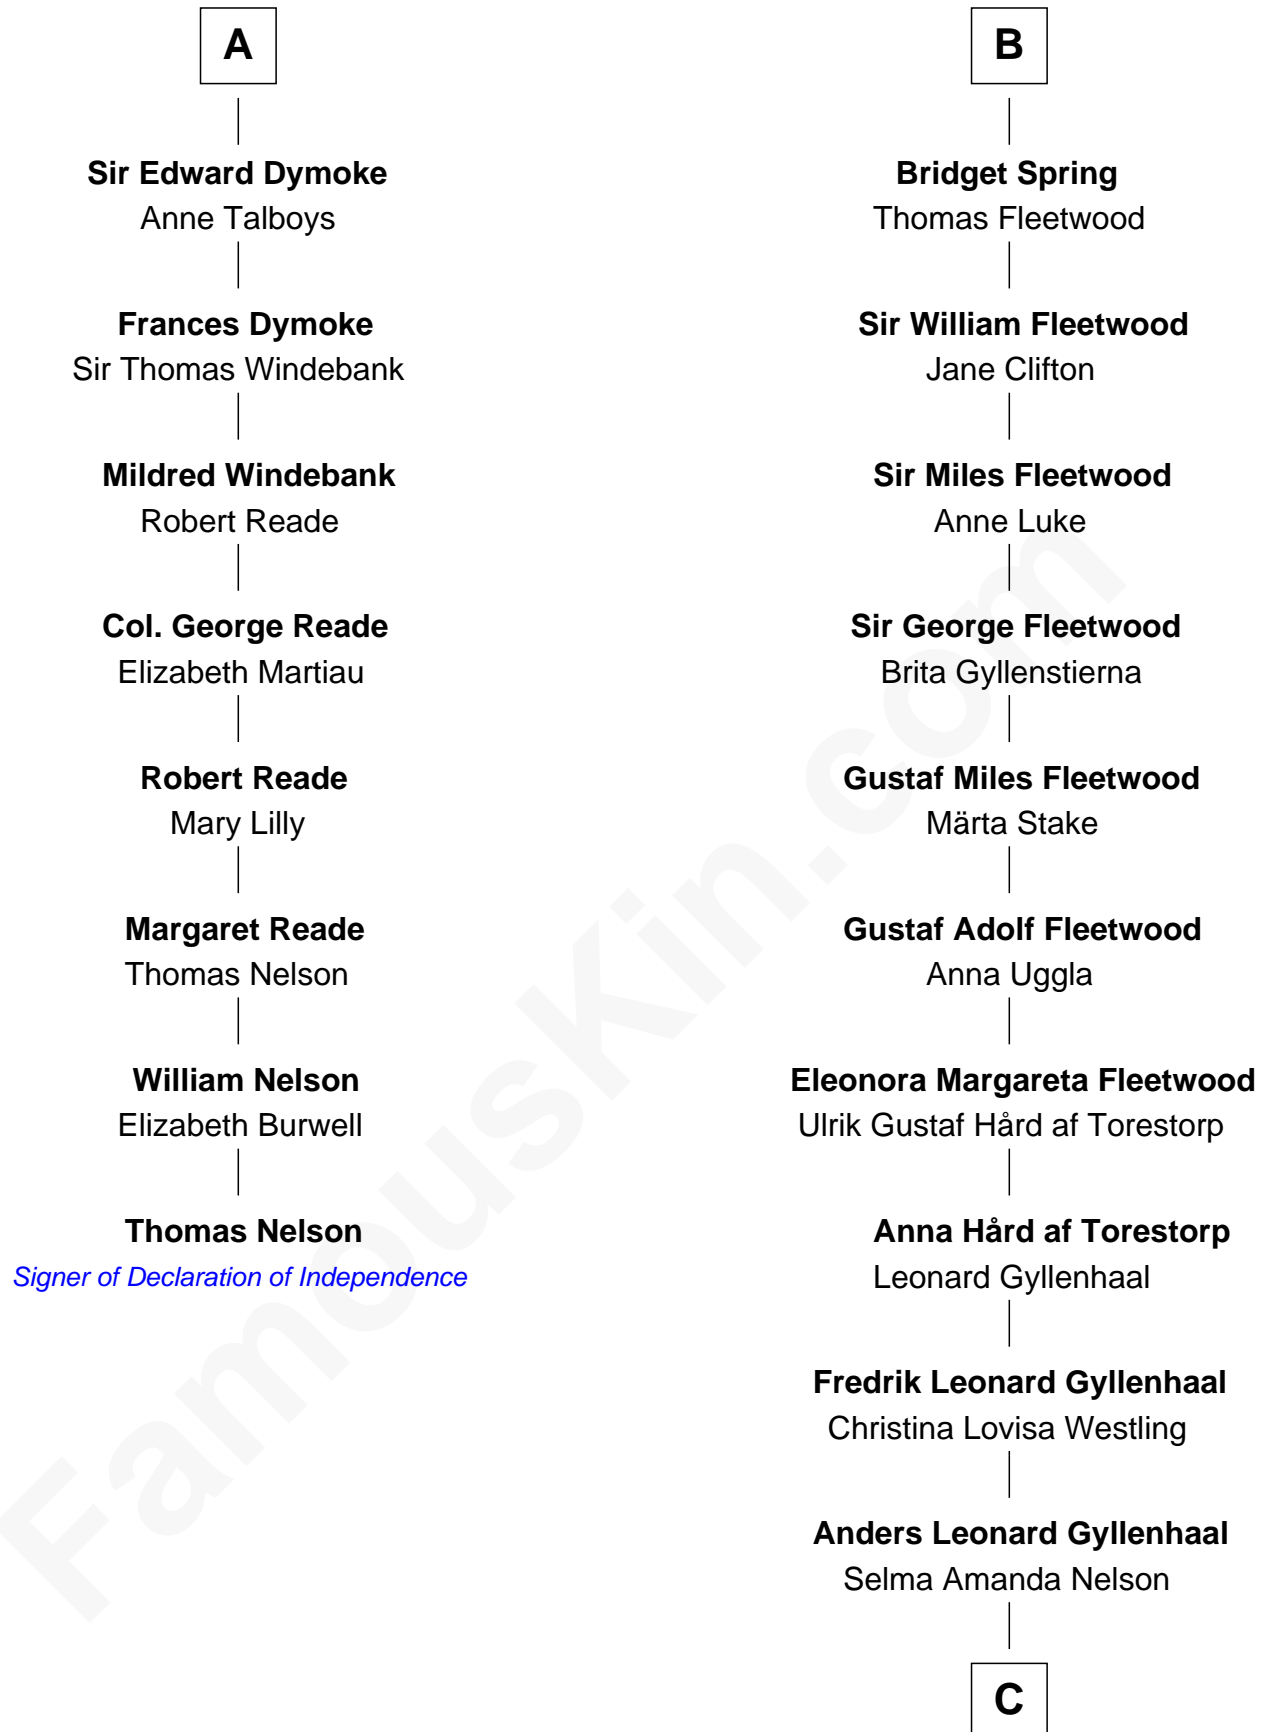 A
Sir Edward Dymoke
Anne Talboys
Frances Dymoke
Sir Thomas Windebank
Mildred Windebank
Robert Reade
Col. George Reade
Elizabeth Martiau
Robert Reade
Mary Lilly
Margaret Reade
Thomas Nelson
William Nelson
Elizabeth Burwell
Thomas Nelson
Signer of Declaration of Independence
B
Bridget Spring
Thomas Fleetwood
Sir William Fleetwood
Jane Clifton
Sir Miles Fleetwood
Anne Luke
Sir George Fleetwood
Brita Gyllenstierna
Gustaf Miles Fleetwood
Märta Stake
Gustaf Adolf Fleetwood
Anna Uggla
Eleonora Margareta Fleetwood
Ulrik Gustaf Hård af Torestorp
Anna Hård af Torestorp
Leonard Gyllenhaal
Fredrik Leonard Gyllenhaal
Christina Lovisa Westling
Anders Leonard Gyllenhaal
Selma Amanda Nelson
C
FamousKin.com